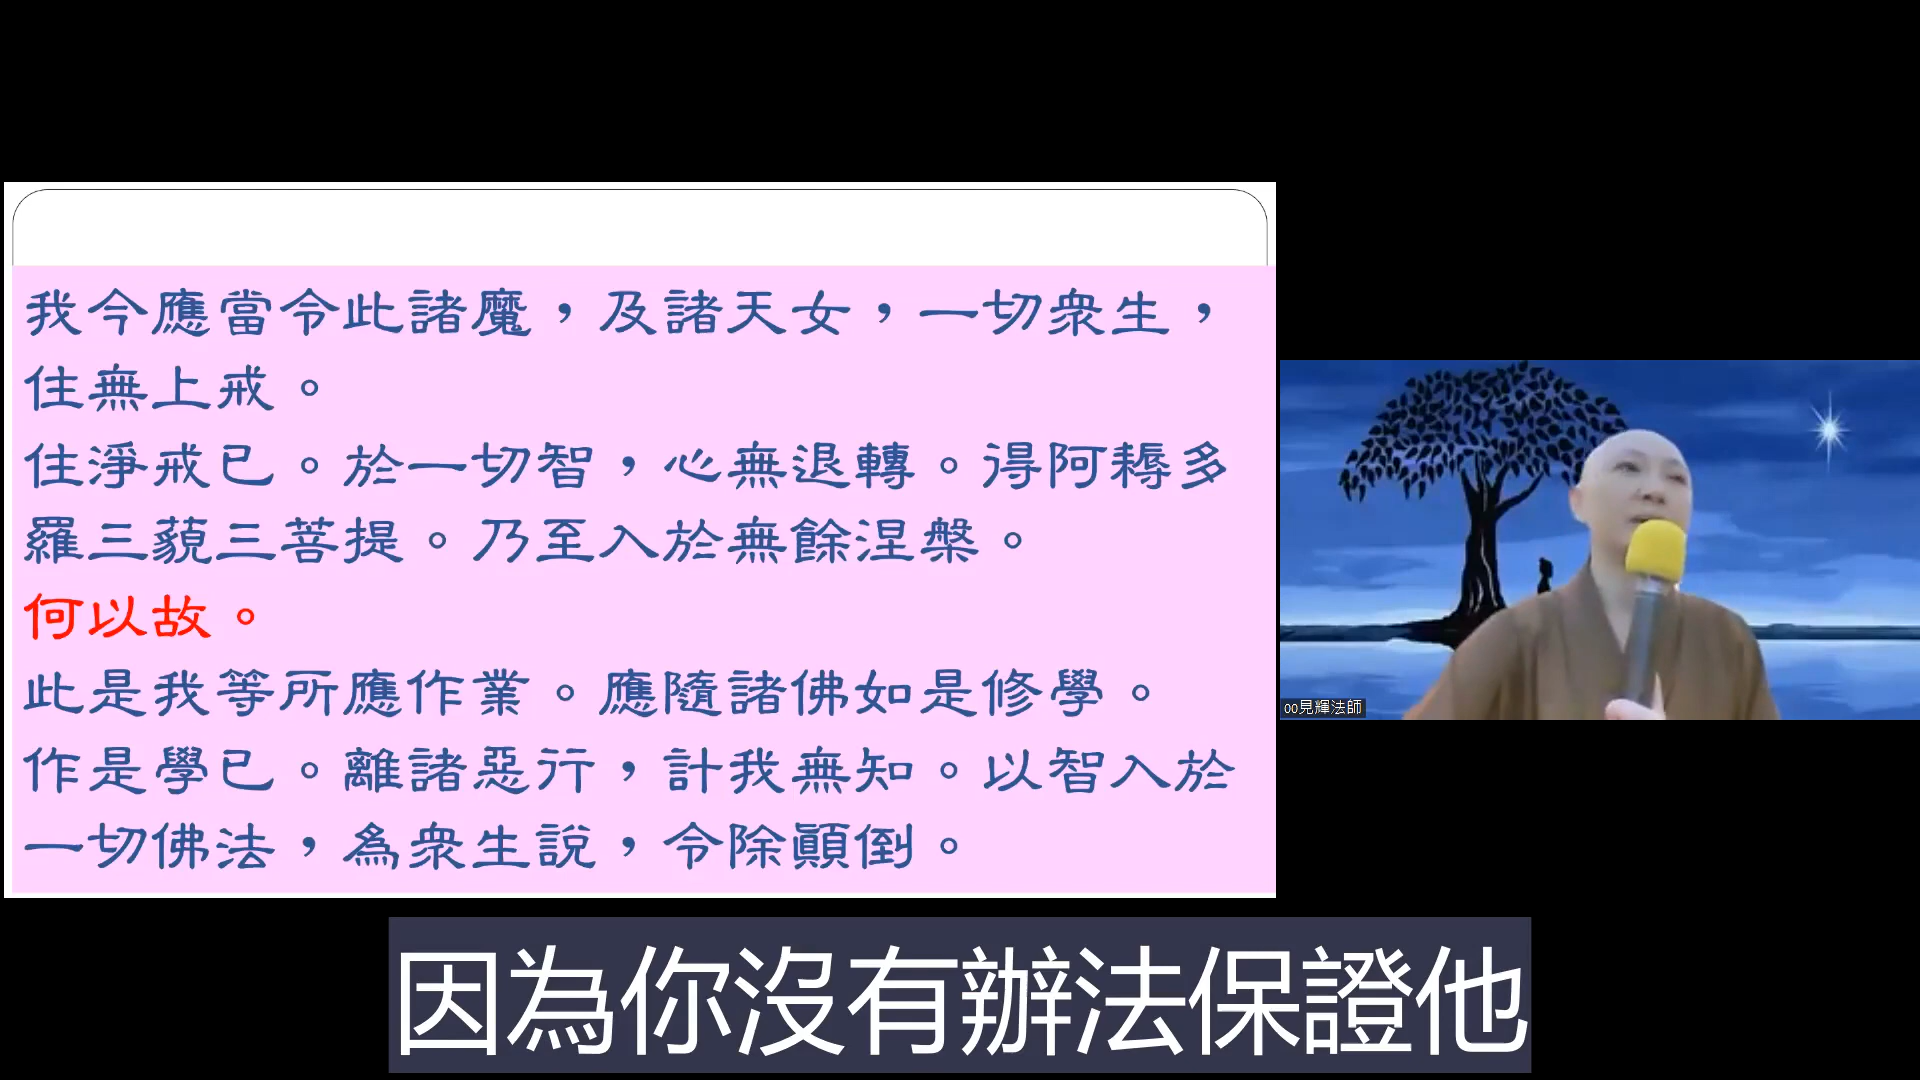 我今應當令此諸魔，及諸天女，一切眾生，
住無上戒。
住淨戒已。於一切智，心無退轉。得阿耨多
羅三藐三菩提。乃至入於無餘涅槃。
何以故。
此是我等所應作業。應隨諸佛如是修學。
作是學已。離諸惡行，計我無知。以智入於
一切佛法，為眾生說，令除顚倒。
00見輝法師
因為你沒有辦法保證他